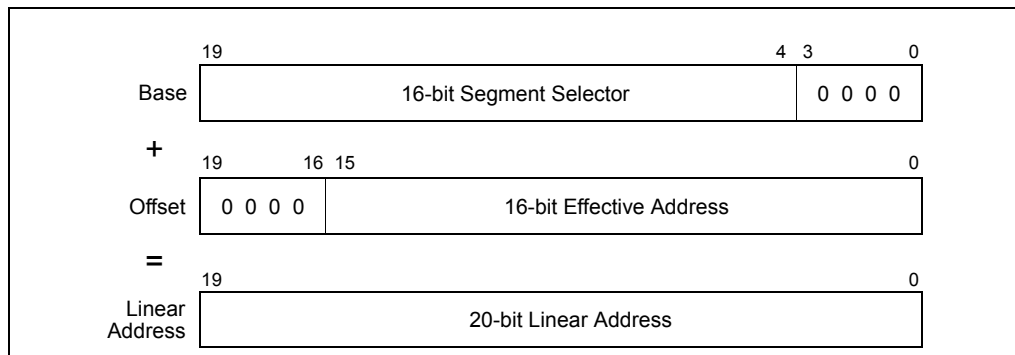 19 4 3 0
Base 16-bit Segment Selector 0 0 0 0
+
19 16 15 0
Offset 0 0 0 0 16-bit Effective Address
=
19 0
Linear
Address 20-bit Linear Address